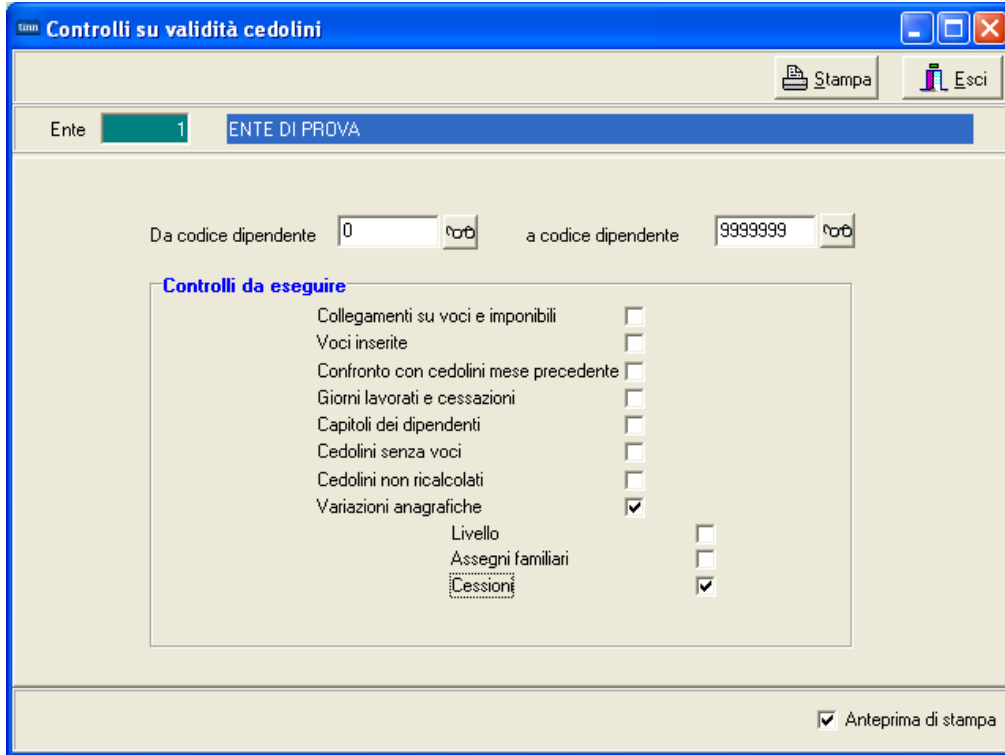 tinn Controlli su validità cedolini
Stampa Esci
Ente 1 ENTE DI PROVA
Da codice dipendente 0 a codice dipendente 9999999
Controlli da eseguire
Collegamenti su voci e imponibili
Voci inserite
Confronto con cedolini mese precedente
Giorni lavorati e cessazioni
Capitoli dei dipendenti
Cedolini senza voci
Cedolini non ricalcolati
Variazioni anagrafiche
Livello
Assegni familiari
Cessioni
Anteprima di stampa